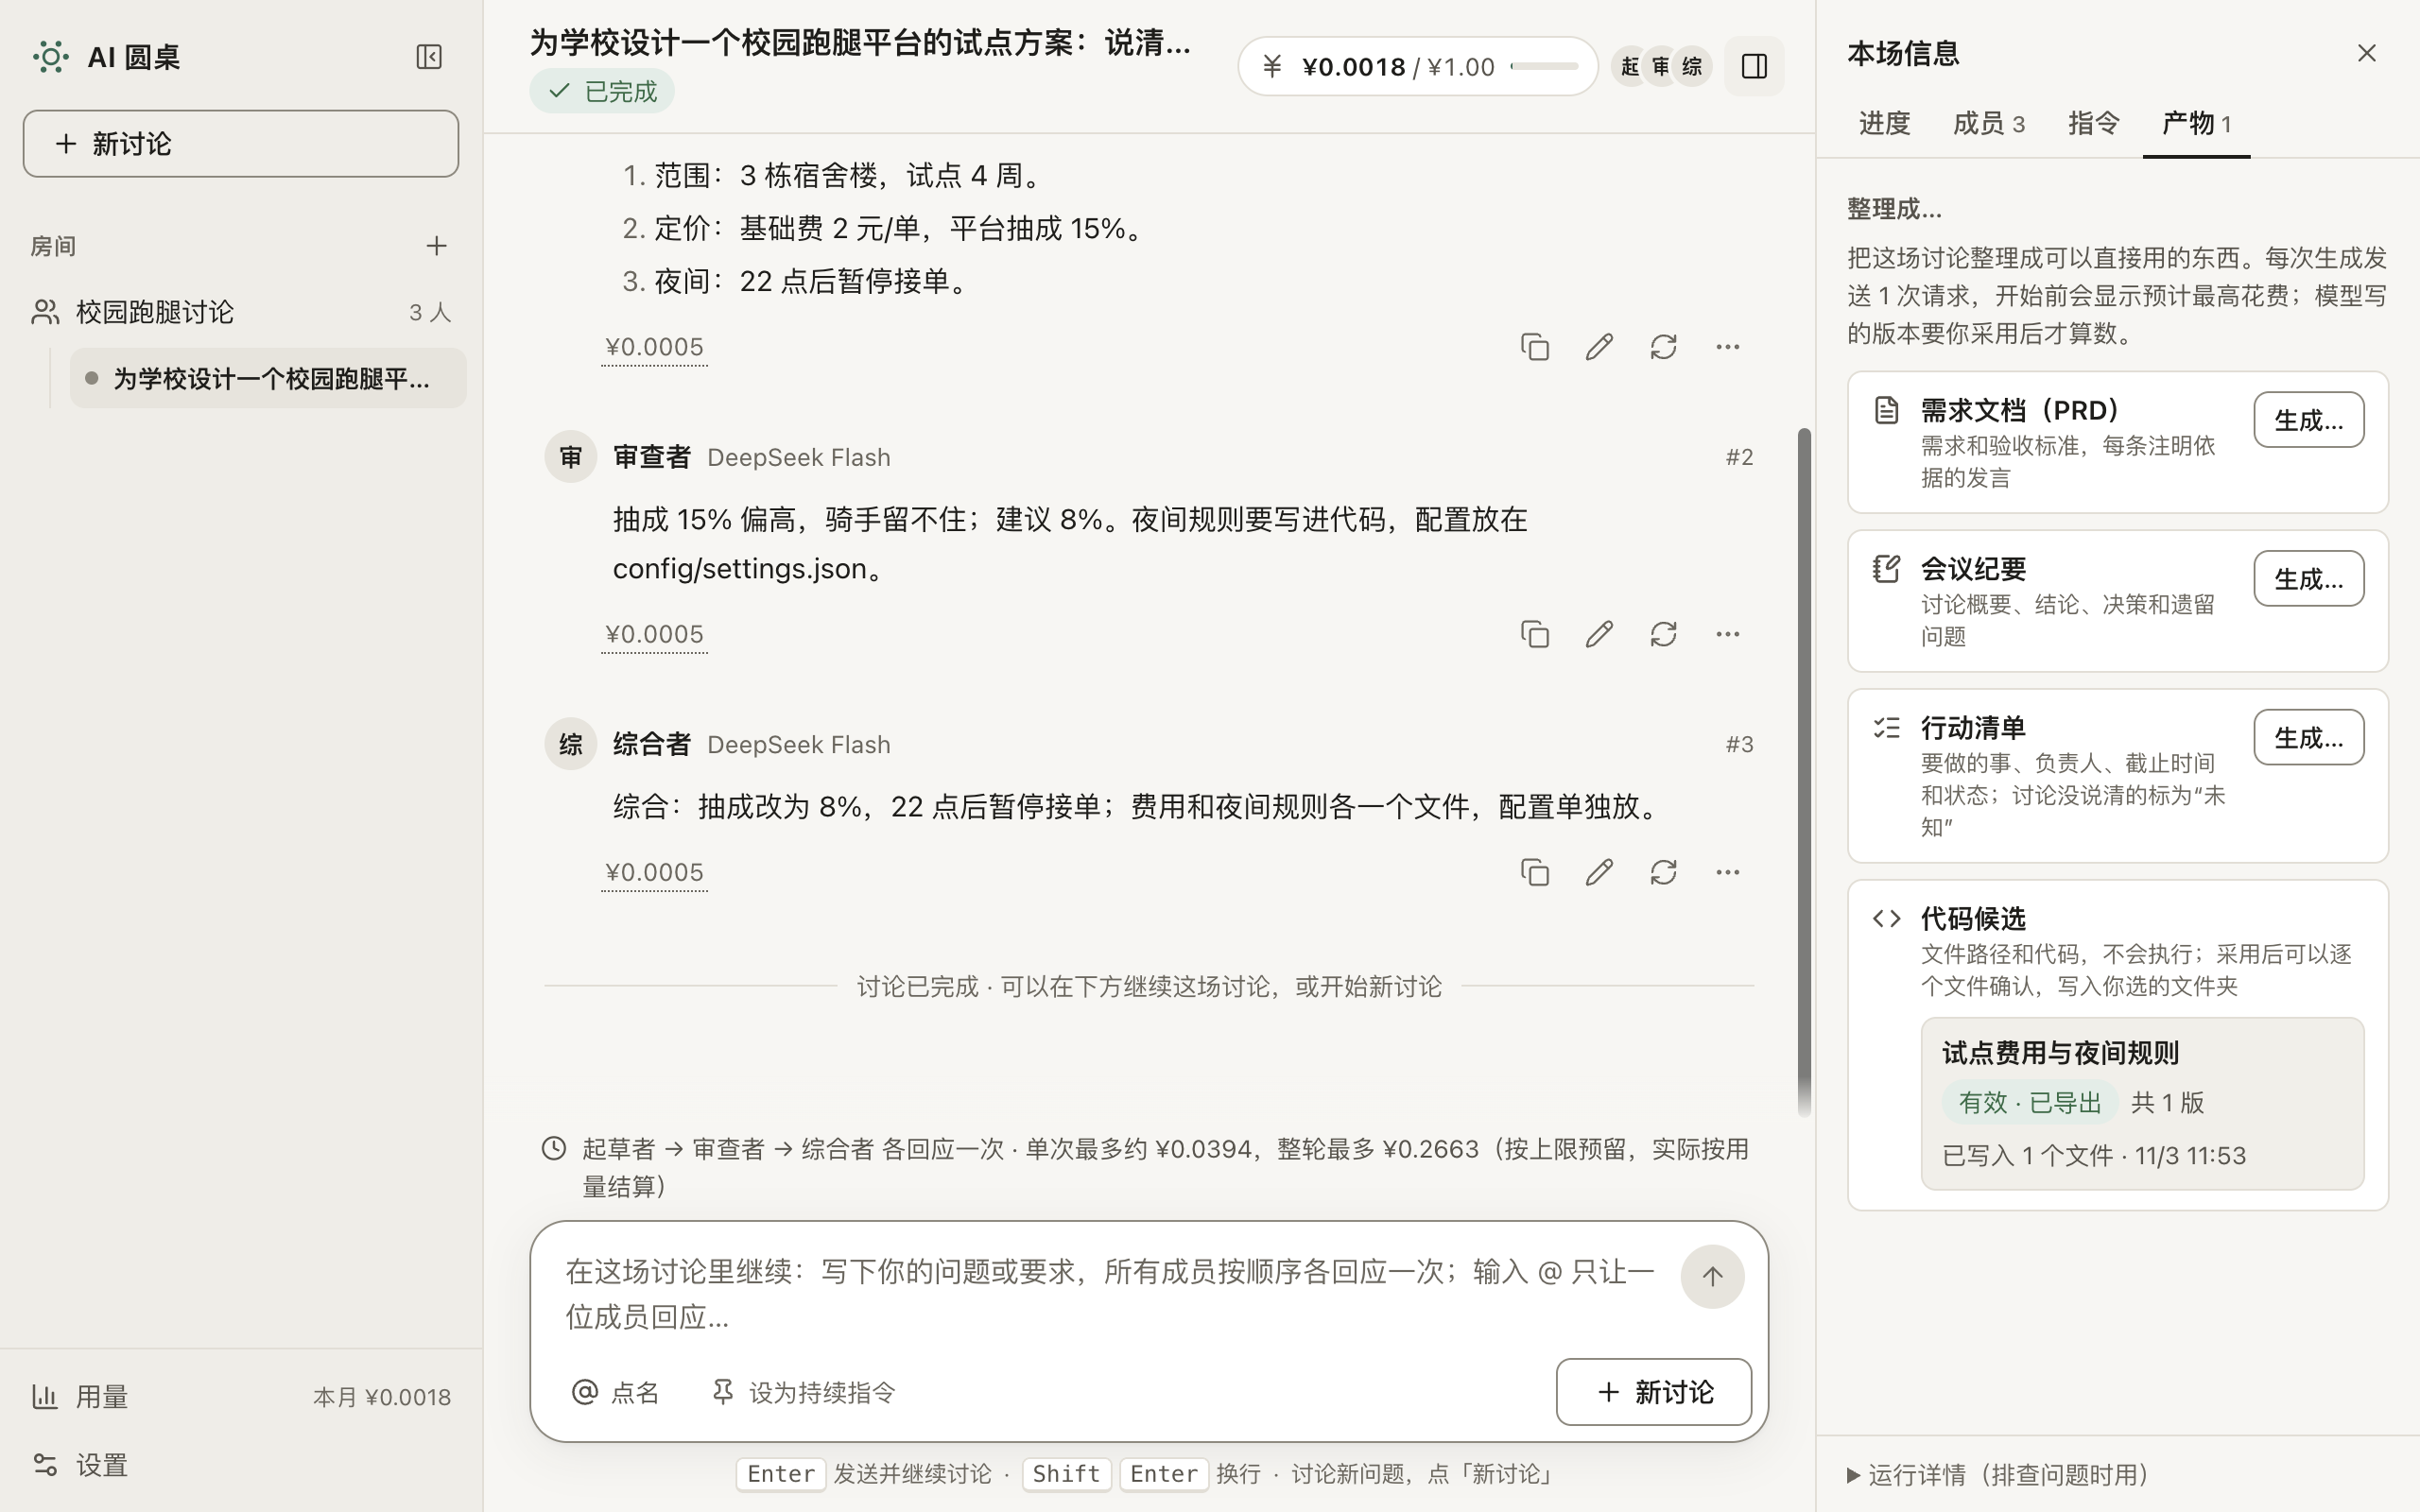 AI 圆桌
新讨论
房间
校园跑腿讨论 3 人
为学校设计一个校园跑腿平...
用量 本月 ¥0.0018
设置
为学校设计一个校园跑腿平台的试点方案：说清...
已完成
¥0.0018 / ¥1.00
起 审 综
1. 范围：3 栋宿舍楼，试点 4 周。
2. 定价：基础费 2 元/单，平台抽成 15%。
3. 夜间：22 点后暂停接单。
¥0.0005
审 审查者 DeepSeek Flash #2
抽成 15% 偏高，骑手留不住；建议 8%。夜间规则要写进代码，配置放在
config/settings.json。
¥0.0005
综 综合者 DeepSeek Flash #3
综合：抽成改为 8%，22 点后暂停接单；费用和夜间规则各一个文件，配置单独放。
¥0.0005
讨论已完成 · 可以在下方继续这场讨论，或开始新讨论
起草者 → 审查者 → 综合者 各回应一次 · 单次最多约 ¥0.0394，整轮最多 ¥0.2663（按上限预留，实际按用
量结算）
在这场讨论里继续：写下你的问题或要求，所有成员按顺序各回应一次；输入 @ 只让一
位成员回应...
@ 点名 设为持续指令
新讨论
Enter 发送并继续讨论 · Shift Enter 换行 · 讨论新问题，点「新讨论」
本场信息
进度 成员 3 指令 产物 1
整理成...
把这场讨论整理成可以直接用的东西。每次生成发
送 1 次请求，开始前会显示预计最高花费；模型写
的版本要你采用后才算数。
需求文档（PRD）
生成...
需求和验收标准，每条注明依
据的发言
会议纪要
生成...
讨论概要、结论、决策和遗留
问题
行动清单
生成...
要做的事、负责人、截止时间
和状态；讨论没说清的标为“未
知”
代码候选
文件路径和代码，不会执行；采用后可以逐
个文件确认，写入你选的文件夹
试点费用与夜间规则
有效 · 已导出 共 1 版
已写入 1 个文件 · 11/3 11:53
运行详情（排查问题时用）